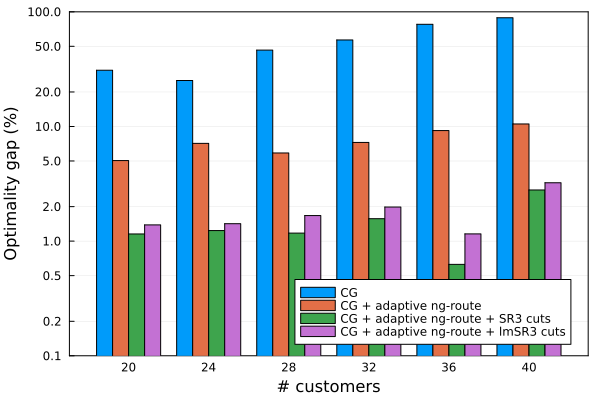 100.0
50.0
20.0
10.0
5.0
2.0
1.0
0.5
0.2
0.1
Optimality gap (%)
CG
CG + adaptive ng-route
CG + adaptive ng-route + SR3 cuts
CG + adaptive ng-route + lmSR3 cuts
20 24 28 32 36 40
# customers